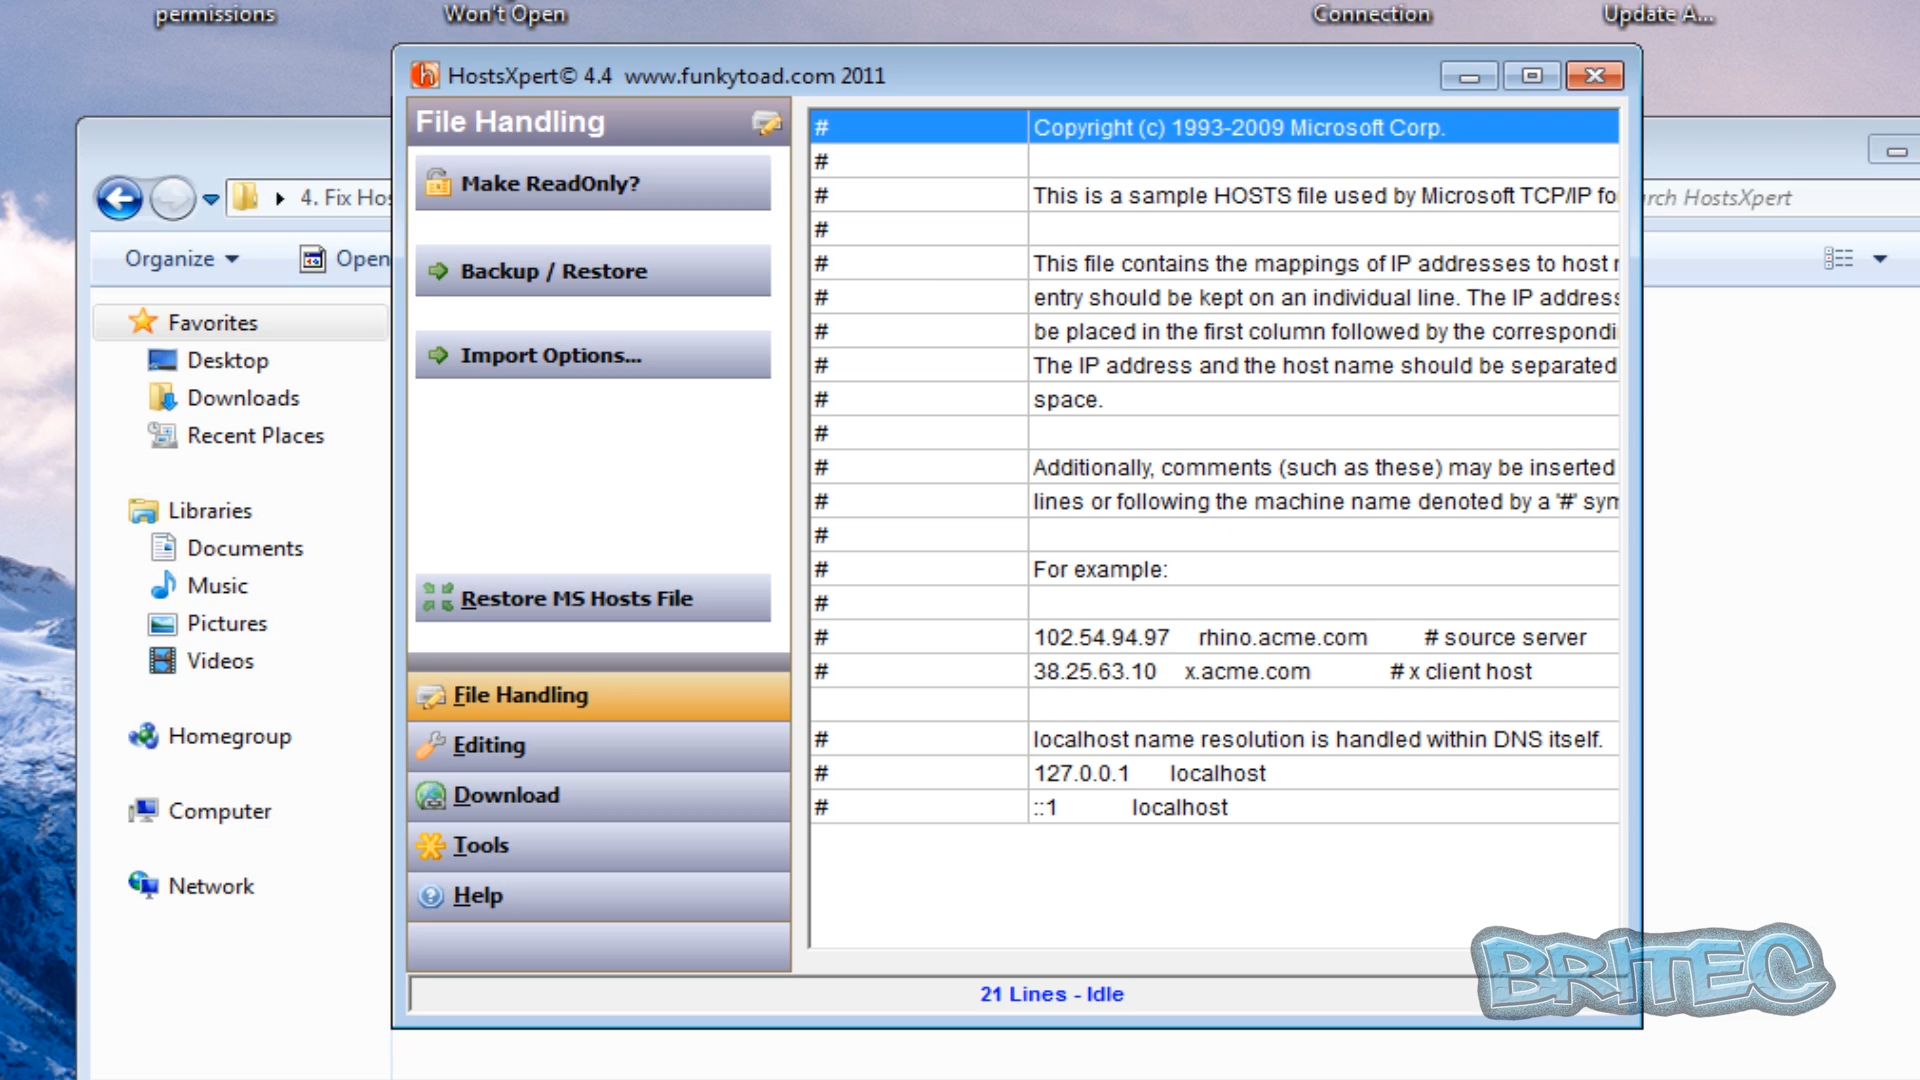 permissions
Won't Open
Connection
Update A...
HostsXpert© 4.4 www.funkytoad.com 2011
File Handling
Make ReadOnly?
Backup / Restore
Import Options...
Restore MS Hosts File
File Handling
Editing
Download
Tools
Help
# Copyright (c) 1993-2009 Microsoft Corp.
#
# This is a sample HOSTS file used by Microsoft TCP/IP fo
#
# This file contains the mappings of IP addresses to host
# entry should be kept on an individual line. The IP address
# be placed in the first column followed by the correspondi
# The IP address and the host name should be separated
# space.
#
# Additionally, comments (such as these) may be inserted
# lines or following the machine name denoted by a '#' sym
#
# For example:
#
# 102.54.94.97 rhino.acme.com # source server
# 38.25.63.10 x.acme.com # x client host
# localhost name resolution is handled within DNS itself.
# 127.0.0.1 localhost
# ::1 localhost
21 Lines - Idle
4. Fix Hos
rch HostsXpert
Organize
Open
Favorites
Desktop
Downloads
Recent Places
Libraries
Documents
Music
Pictures
Videos
Homegroup
Computer
Network
BRITEC